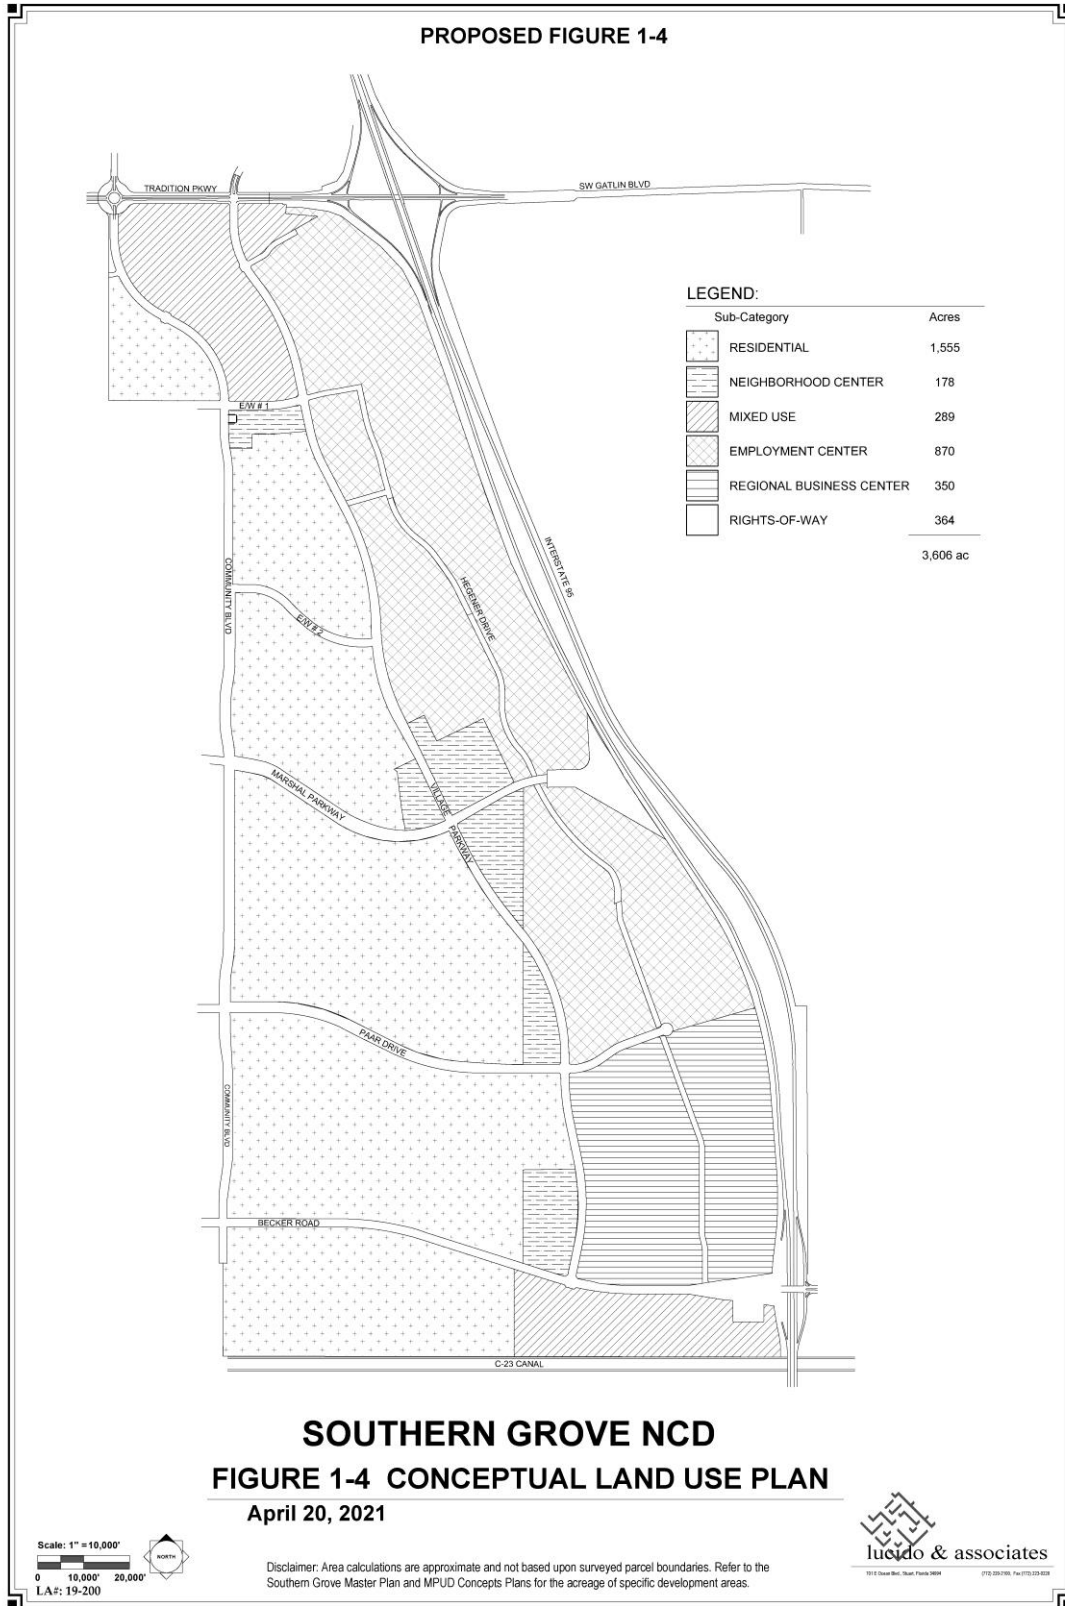 PROPOSED FIGURE 1-4
TRADITION PKWY
SW GATLIN BLVD
LEGEND:
Sub-Category Acres
RESIDENTIAL 1,555
NEIGHBORHOOD CENTER 178
MIXED USE 289
EMPLOYMENT CENTER 870
REGIONAL BUSINESS CENTER 350
RIGHTS-OF-WAY 364
3,606 ac
E/W # 1
INTERSTATE 95
COMMUNITY BLVD
HEGENER DRIVE
E/W # 2
MARSHAL PARKWAY
VILLAGE PARKWAY
PAAR DRIVE
COMMUNITY BLVD
BECKER ROAD
C-23 CANAL
SOUTHERN GROVE NCD
FIGURE 1-4 CONCEPTUAL LAND USE PLAN
April 20, 2021
Scale: 1" =10,000'
0 10,000' 20,000'
LA#: 19-200
NORTH
Disclaimer: Area calculations are approximate and not based upon surveyed parcel boundaries. Refer to the
Southern Grove Master Plan and MPUD Concepts Plans for the acreage of specific development areas.
lucido & associates